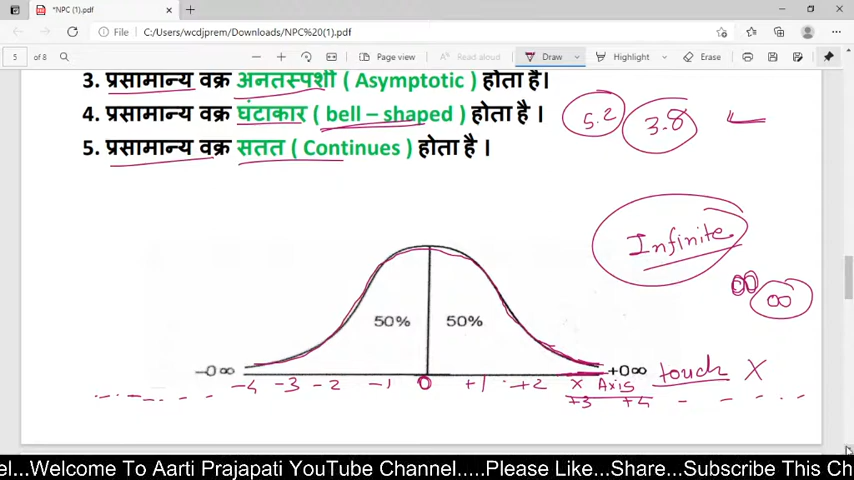 *NPC (1).pdf
C:/Users/wcdjprem/Downloads/NPC%20(1).pdf
5 of 8 Page view Read aloud Draw Highlight Erase
3. प्रसामान्य वक्र अनतस्पर्शी ( Asymptotic ) होता है।
4. प्रसामान्य वक्र घंटाकार ( bell – shaped ) होता है ।
5.2 3.8
5. प्रसामान्य वक्र सतत ( Continues ) होता है ।
Infinite
∞ ∞
50% 50%
-0∞ +0∞ touch X
-4 -3 -2 -1 0 +1 +2 X Axis
+3 +4
el...Welcome To Aarti Prajapati YouTube Channel.....Please Like...Share...Subscribe This Ch